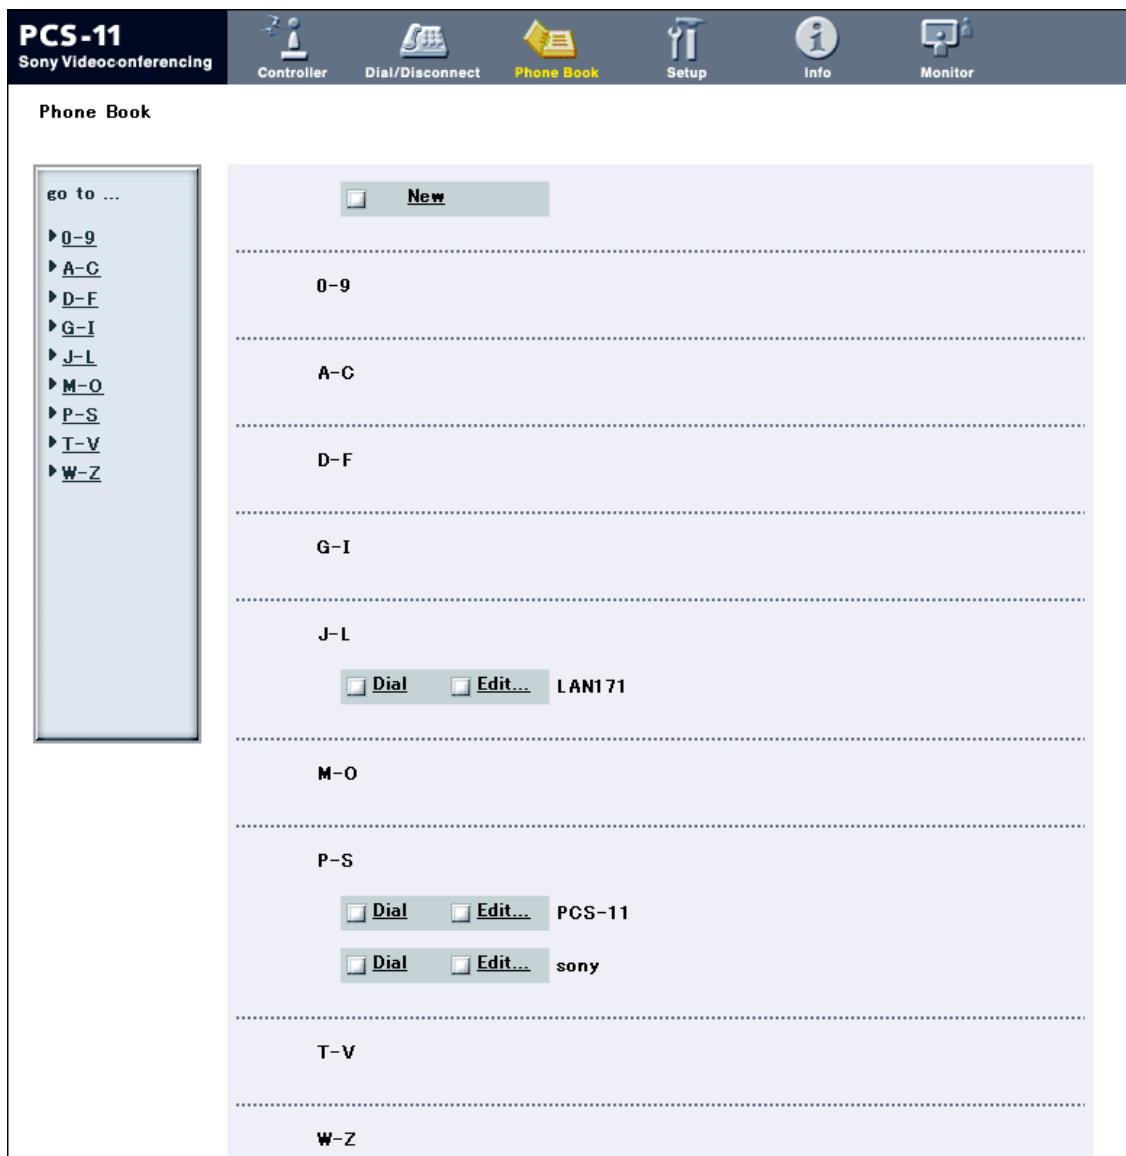 PCS-11
Sony Videoconferencing
Controller
Dial/Disconnect
Phone Book
Setup
Info
Monitor
Phone Book
go to ...
0-9
A-C
D-F
G-I
J-L
M-O
P-S
T-V
W-Z
New
0-9
A-C
D-F
G-I
J-L
Dial Edit... LAN171
M-O
P-S
Dial Edit... PCS-11
Dial Edit... sony
T-V
W-Z